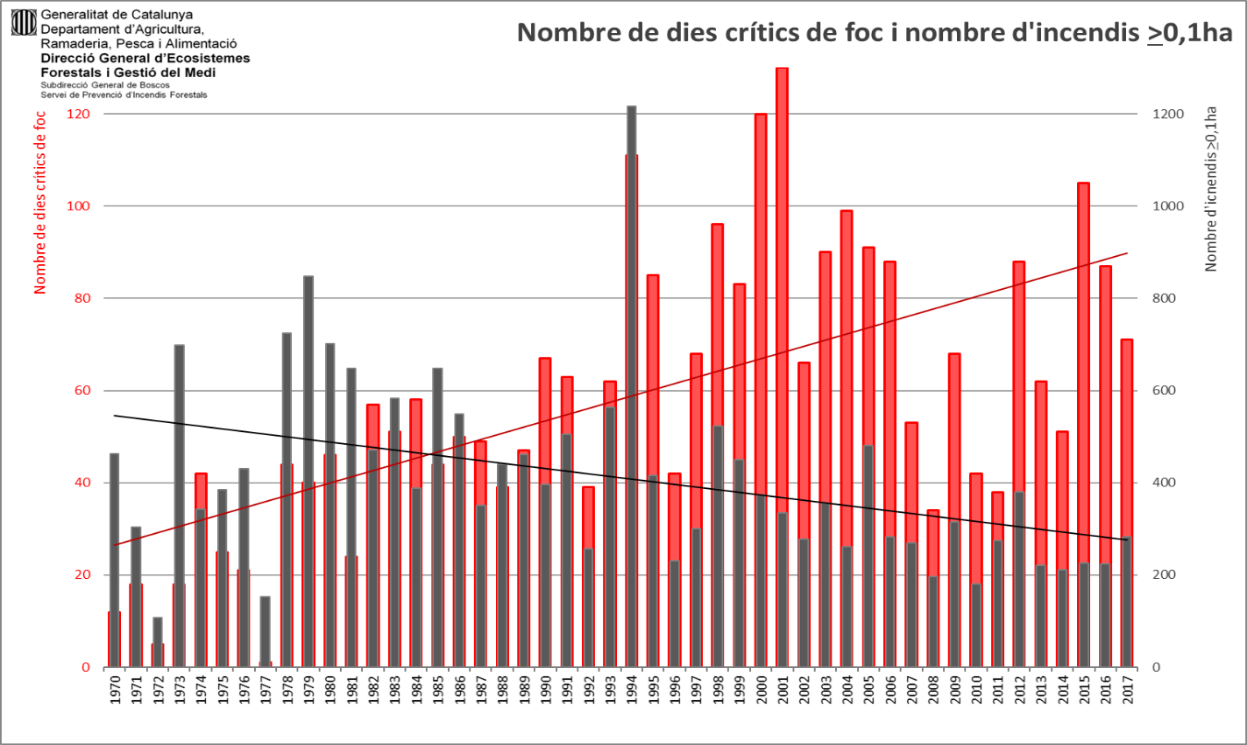 Generalitat de Catalunya
Departament d'Agricultura,
Ramaderia, Pesca i Alimentació
Direcció General d'Ecosistemes
Forestals i Gestió del Medi
Subdirecció General de Boscos
Servei de Prevenció d'Incendis Forestals
Nombre de dies crítics de foc i nombre d'incendis ≥0,1ha
Nombre de dies crítics de foc
120
100
80
60
40
20
0
1200
1000
800
600
400
200
0
Nombre d'icnendis ≥0,1ha
1970 1971 1972 1973 1974 1975 1976 1977 1978 1979 1980 1981 1982 1983 1984 1985 1986 1987 1988 1989 1990 1991 1992 1993 1994 1995 1996 1997 1998 1999 2000 2001 2002 2003 2004 2005 2006 2007 2008 2009 2010 2011 2012 2013 2014 2015 2016 2017